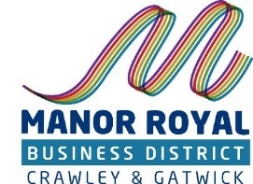 MANOR ROYAL
BUSINESS DISTRICT
CRAWLEY & GATWICK